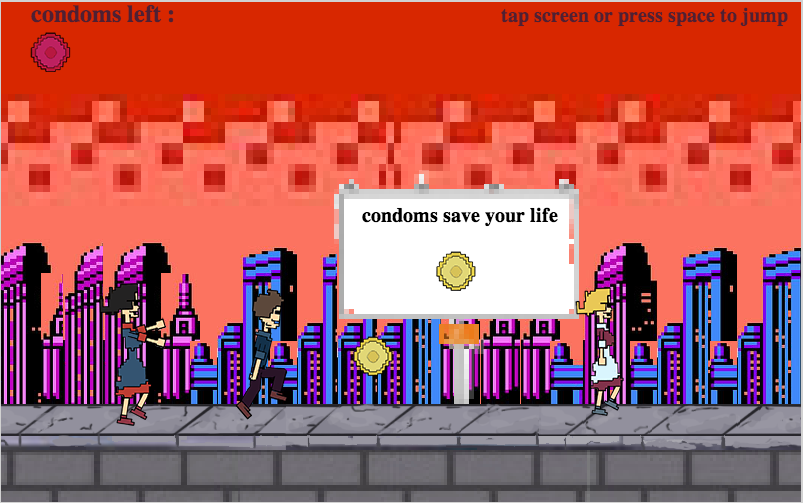 condoms left :
tap screen or press space to jump
condoms save your life